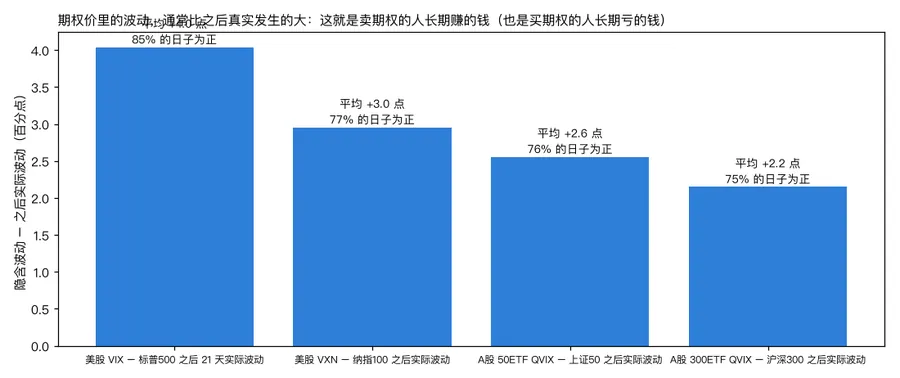 期权价里的波动，通常比之后真实发生的大：这就是卖期权的人长期赚的钱（也是买期权的人长期亏的钱）
85% 的日子为正
平均 +3.0 点
77% 的日子为正
平均 +2.6 点
76% 的日子为正
平均 +2.2 点
75% 的日子为正
隐含波动 − 之后实际波动（百分点）
4.0
3.5
3.0
2.5
2.0
1.5
1.0
0.5
0.0
美股 VIX − 标普500 之后 21 天实际波动
美股 VXN − 纳指100 之后实际波动
A股 50ETF QVIX − 上证50 之后实际波动
A股 300ETF QVIX − 沪深300 之后实际波动